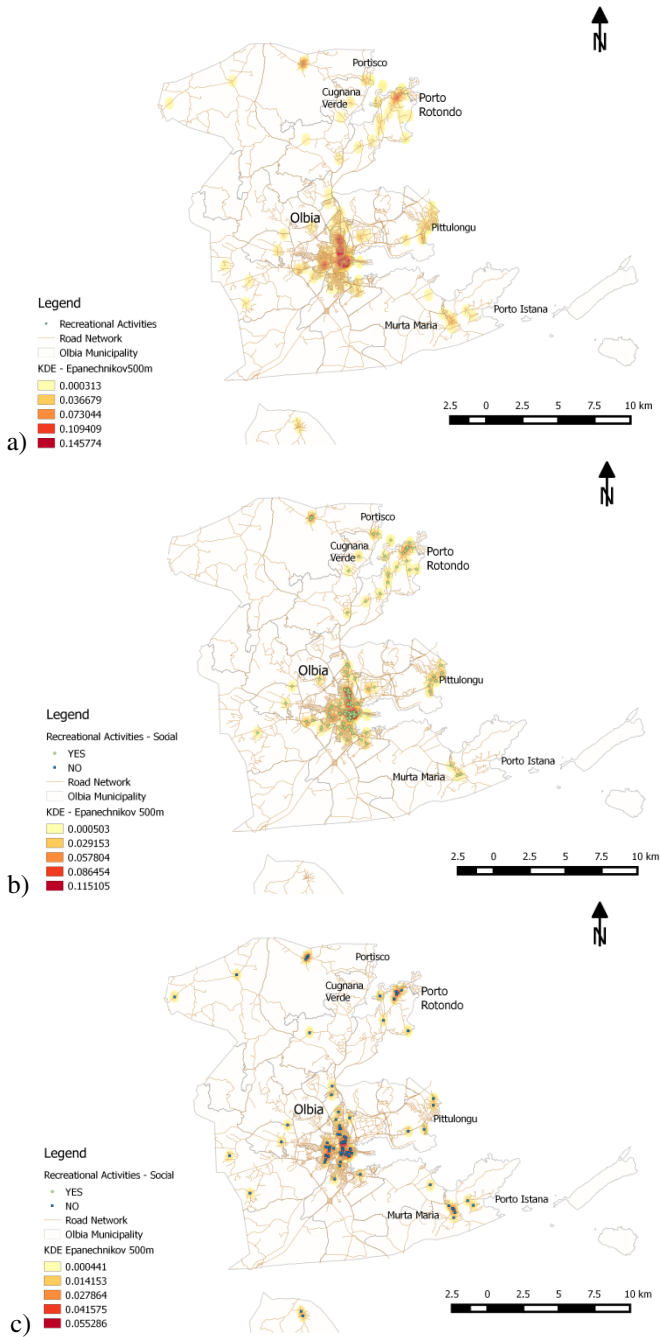 N
Portisco
Cugnana
Verde
Porto
Rotondo
Olbia
Pittulongu
Legend
Recreational Activities
Road Network
Olbia Municipality
KDE - Epanechnikov500m
0.000313
0.036679
0.073044
0.109409
0.145774
Murta Maria
Porto Istana
2.5 0 2.5 5 7.5 10 km
a)
N
Portisco
Cugnana
Verde
Porto
Rotondo
Olbia
Pittulongu
Legend
Recreational Activities - Social
YES
NO
Road Network
Olbia Municipality
KDE - Epanechnikov 500m
0.000503
0.029153
0.057804
0.086454
0.115105
Murta Maria
Porto Istana
2.5 0 2.5 5 7.5 10 km
b)
N
Portisco
Cugnana
Verde
Porto
Rotondo
Olbia
Pittulongu
Legend
Recreational Activities - Social
YES
NO
Road Network
Olbia Municipality
KDE Epanechnikov 500m
0.000441
0.014153
0.027864
0.041575
0.055286
Murta Maria
Porto Istana
2.5 0 2.5 5 7.5 10 km
c)